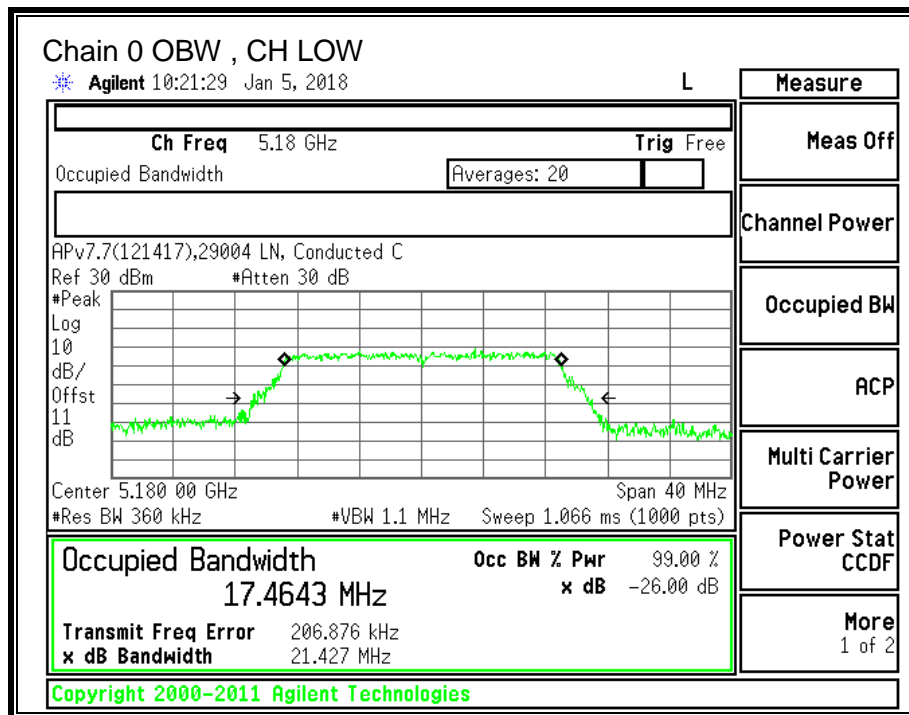 Chain 0 OBW , CH LOW
Agilent 10:21:29 Jan 5, 2018 L Measure
Ch Freq 5.18 GHz Trig Free
Meas Off
Occupied Bandwidth Averages: 20
Channel Power
APv7.7(121417),29004 LN, Conducted C
Ref 30 dBm #Atten 30 dB
#Peak
Log
10
dB/
Offst
11
dB
Occupied BW
ACP
Multi Carrier
Power
Center 5.180 00 GHz Span 40 MHz
#Res BW 360 kHz #VBW 1.1 MHz Sweep 1.066 ms (1000 pts)
Power Stat
CCDF
Occupied Bandwidth Occ BW % Pwr 99.00 %
17.4643 MHz x dB -26.00 dB
Transmit Freq Error 206.876 kHz
x dB Bandwidth 21.427 MHz
More
1 of 2
Copyright 2000-2011 Agilent Technologies